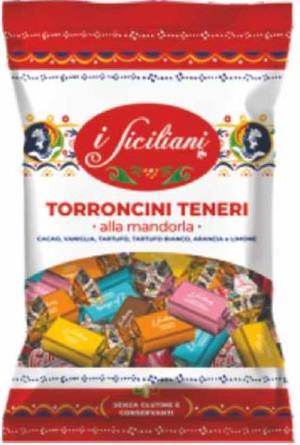 i Siciliani
TORRONCINI TENERI
• alla mandorla •
CACAO, VANIGLIA, TARTUFO, TARTUFO BIANCO, ARANCIA e LIMONE
SENZA GLUTINE E
CONSERVANTI